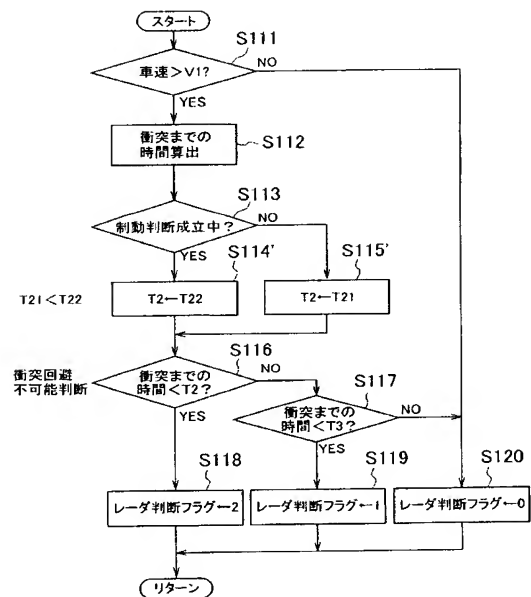 スタート
S111
車速>V1?
NO
YES
衝突までの
時間算出
S112
S113
制動判断成立中?
NO
YES
S114'
S115'
T21<T22
T2←T22
T2←T21
衝突回避
不可能判断
S116
衝突までの
時間<T2?
NO
YES
S117
衝突までの
時間<T3?
NO
YES
S118
S119
S120
レーダ判断フラグ←2
レーダ判断フラグ←1
レーダ判断フラグ←0
リターン